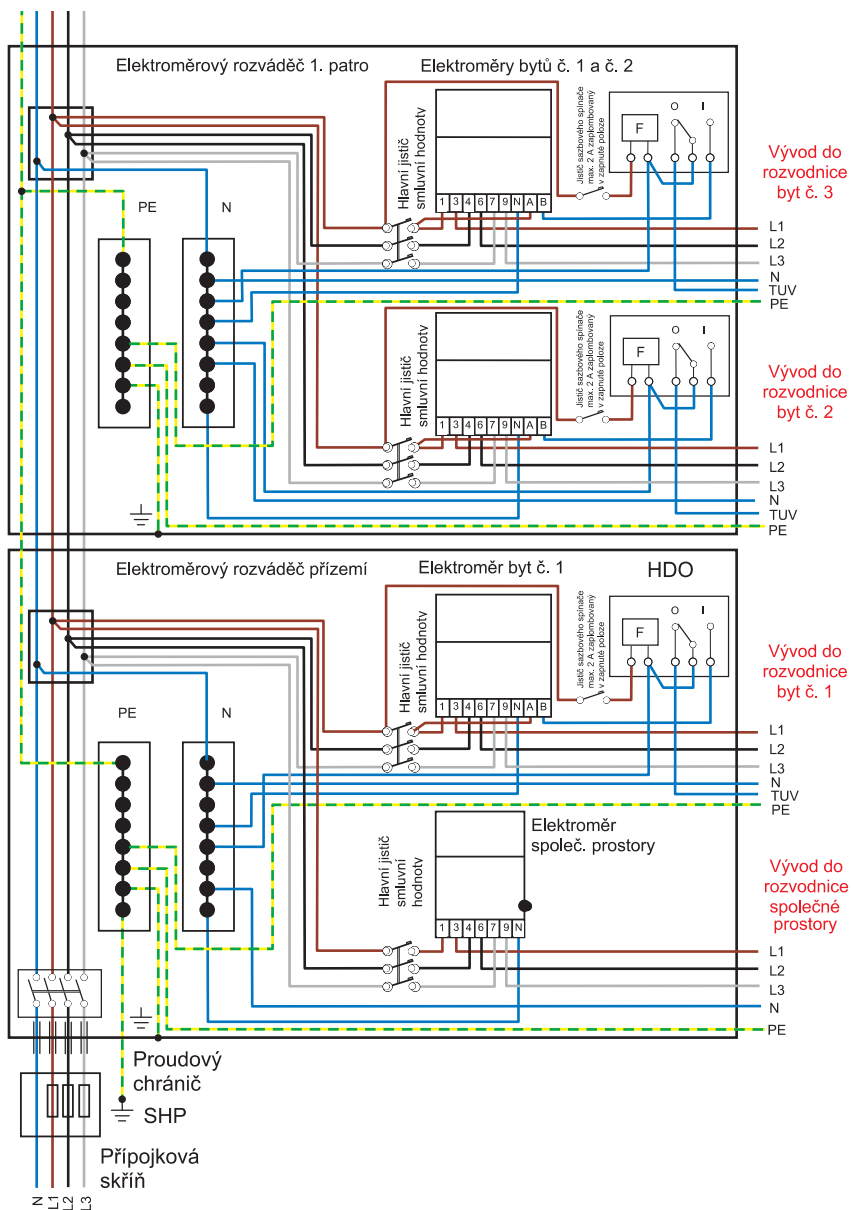 Elektroměrový rozváděč 1. patro
Elektroměry bytů č. 1 a č. 2
Hlavní jistič
smluvní hodnoty
Jistič sazbového spínače
max. 2 A zaplombovaný
v zapnuté poloze
F
O
I
Vývod do
rozvodnice
byt č. 3
PE
N
1 3 4 6 7 9 N A B
L1
L2
L3
N
TUV
PE
Hlavní jistič
smluvní hodnoty
Jistič sazbového spínače
max. 2 A zaplombovaný
v zapnuté poloze
F
O
I
Vývod do
rozvodnice
byt č. 2
1 3 4 6 7 9 N A B
L1
L2
L3
N
TUV
PE
Elektroměrový rozváděč přízemí
Elektroměr byt č. 1
HDO
Hlavní jistič
smluvní hodnoty
Jistič sazbového spínače
max. 2 A zaplombovaný
v zapnuté poloze
F
O
I
Vývod do
rozvodnice
byt č. 1
PE
N
1 3 4 6 7 9 N A B
L1
L2
L3
N
TUV
PE
Elektroměr
společ. prostory
Hlavní jistič
smluvní
hodnoty
Vývod do
rozvodnice
společné
prostory
1 3 4 6 7 9 N
L1
L2
L3
N
PE
Proudový
chránič
SHP
Přípojková
skříň
N
L1
L2
L3